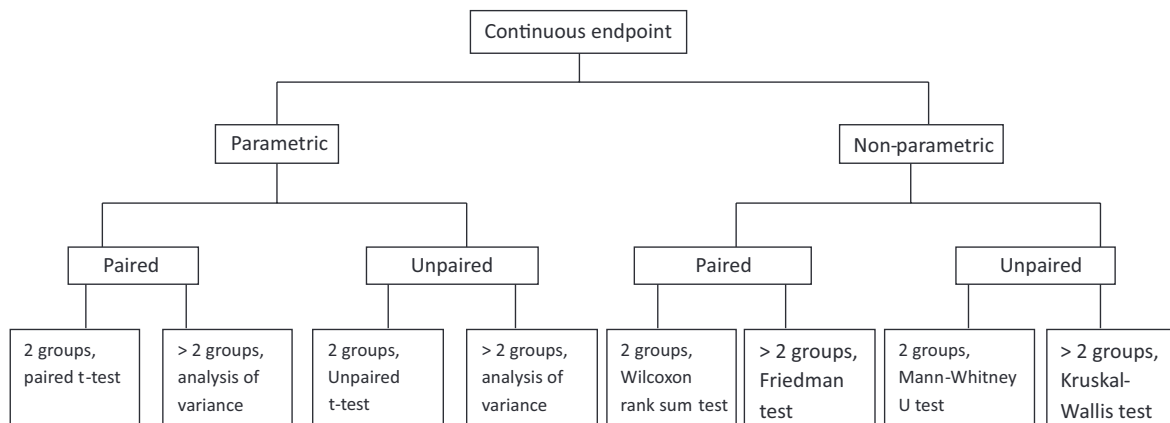 Continuous endpoint
Parametric
Non-parametric
Paired
Unpaired
Paired
Unpaired
2 groups,
paired t-test
> 2 groups,
analysis of
variance
2 groups,
Unpaired
t-test
> 2 groups,
analysis of
variance
2 groups,
Wilcoxon
rank sum test
> 2 groups,
Friedman
test
2 groups,
Mann-Whitney
U test
> 2 groups,
Kruskal-
Wallis test